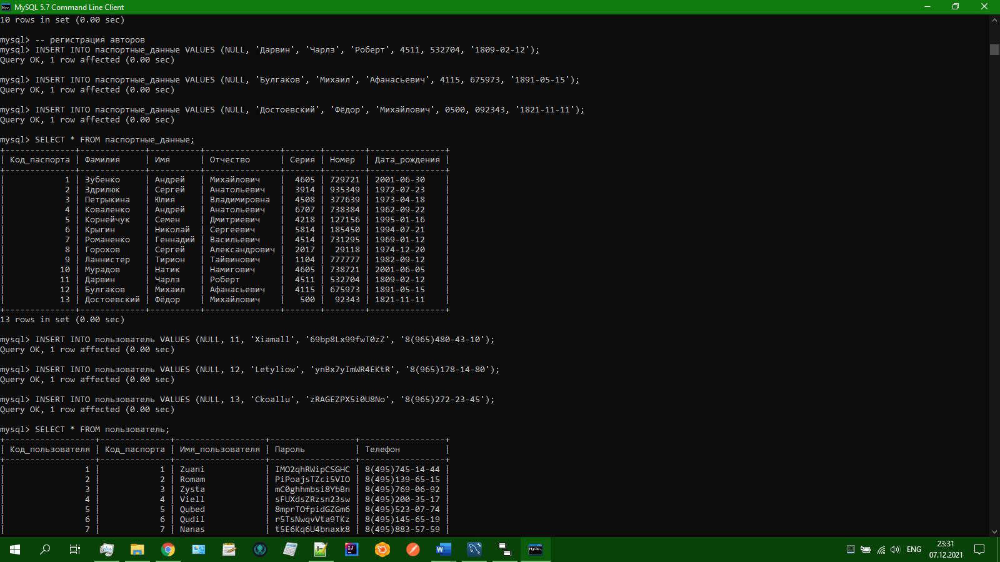 MySQL 5.7 Command Line Client
10 rows in set (0.00 sec)
mysql> -- регистрация авторов
mysql> INSERT INTO паспортные_данные VALUES (NULL, 'Дарвин', 'Чарлз', 'Роберт', 4511, 532704, '1809-02-12');
Query OK, 1 row affected (0.00 sec)
mysql> INSERT INTO паспортные_данные VALUES (NULL, 'Булгаков', 'Михаил', 'Афанасьевич', 4115, 675973, '1891-05-15');
Query OK, 1 row affected (0.00 sec)
mysql> INSERT INTO паспортные_данные VALUES (NULL, 'Достоевский', 'Фёдор', 'Михайлович', 0500, 092343, '1821-11-11');
Query OK, 1 row affected (0.00 sec)
mysql> SELECT * FROM паспортные_данные;
+--------------+-------------+----------+---------------+-------+--------+---------------+
| Код_паспорта | Фамилия     | Имя      | Отчество      | Серия | Номер  | Дата_рождения |
+--------------+-------------+----------+---------------+-------+--------+---------------+
|            1 | Зубенко     | Андрей   | Михайлович    |  4605 | 729721 | 2001-06-30    |
|            2 | Здрилюк     | Сергей   | Анатольевич   |  3914 | 935349 | 1972-07-23    |
|            3 | Петрыкина   | Юлия     | Владимировна  |  4508 | 377639 | 1973-04-18    |
|            4 | Коваленко   | Андрей   | Анатольевич   |  6707 | 738384 | 1962-09-22    |
|            5 | Корнейчук   | Семен    | Дмитриевич    |  4218 | 127156 | 1995-01-16    |
|            6 | Крыгин      | Николай  | Сергеевич     |  5814 | 185450 | 1994-07-21    |
|            7 | Романенко   | Геннадий | Васильевич    |  4514 | 731295 | 1969-01-12    |
|            8 | Горохов     | Сергей   | Александрович |  2017 |  29118 | 1974-12-20    |
|            9 | Ланнистер   | Тирион   | Тайвинович    |  1104 | 777777 | 1982-09-12    |
|           10 | Мурадов     | Натик    | Намигович     |  4605 | 738721 | 2001-06-05    |
|           11 | Дарвин      | Чарлз    | Роберт        |  4511 | 532704 | 1809-02-12    |
|           12 | Булгаков    | Михаил   | Афанасьевич   |  4115 | 675973 | 1891-05-15    |
|           13 | Достоевский | Фёдор    | Михайлович    |   500 |  92343 | 1821-11-11    |
+--------------+-------------+----------+---------------+-------+--------+---------------+
13 rows in set (0.00 sec)
mysql> INSERT INTO пользователь VALUES (NULL, 11, 'Xiamall', '69bp8Lx99fwT0zZ', '8(965)480-43-10');
Query OK, 1 row affected (0.00 sec)
mysql> INSERT INTO пользователь VALUES (NULL, 12, 'Letyliow', 'ynBx7yImWR4EKtR', '8(965)178-14-80');
Query OK, 1 row affected (0.00 sec)
mysql> INSERT INTO пользователь VALUES (NULL, 13, 'Ckoallu', 'zRAGEZPX5i0U8No', '8(965)272-23-45');
Query OK, 1 row affected (0.00 sec)
mysql> SELECT * FROM пользователь;
+------------------+--------------+------------------+-----------------+-----------------+
| Код_пользователя | Код_паспорта | Имя_пользователя | Пароль          | Телефон         |
+------------------+--------------+------------------+-----------------+-----------------+
|                1 |            1 | Zuani            | IMO2qhRWipCSGHC | 8(495)745-14-44 |
|                2 |            2 | Romam            | PiPoajsTZci5VIO | 8(495)139-65-15 |
|                3 |            3 | Zysta            | mC0ghhmbsi8YbBn | 8(495)769-06-92 |
|                4 |            4 | Viell            | sFUXdsZRzsn23sw | 8(495)200-35-17 |
|                5 |            5 | Qubed            | 8mprTOfpidGZGm6 | 8(495)523-07-74 |
|                6 |            6 | Qudil            | r5TsNwqvVta9TKz | 8(495)145-65-19 |
|                7 |            7 | Nanas            | t5E6Kq6U4bnaxk8 | 8(495)883-57-59 |
ENG
23:31
07.12.2021